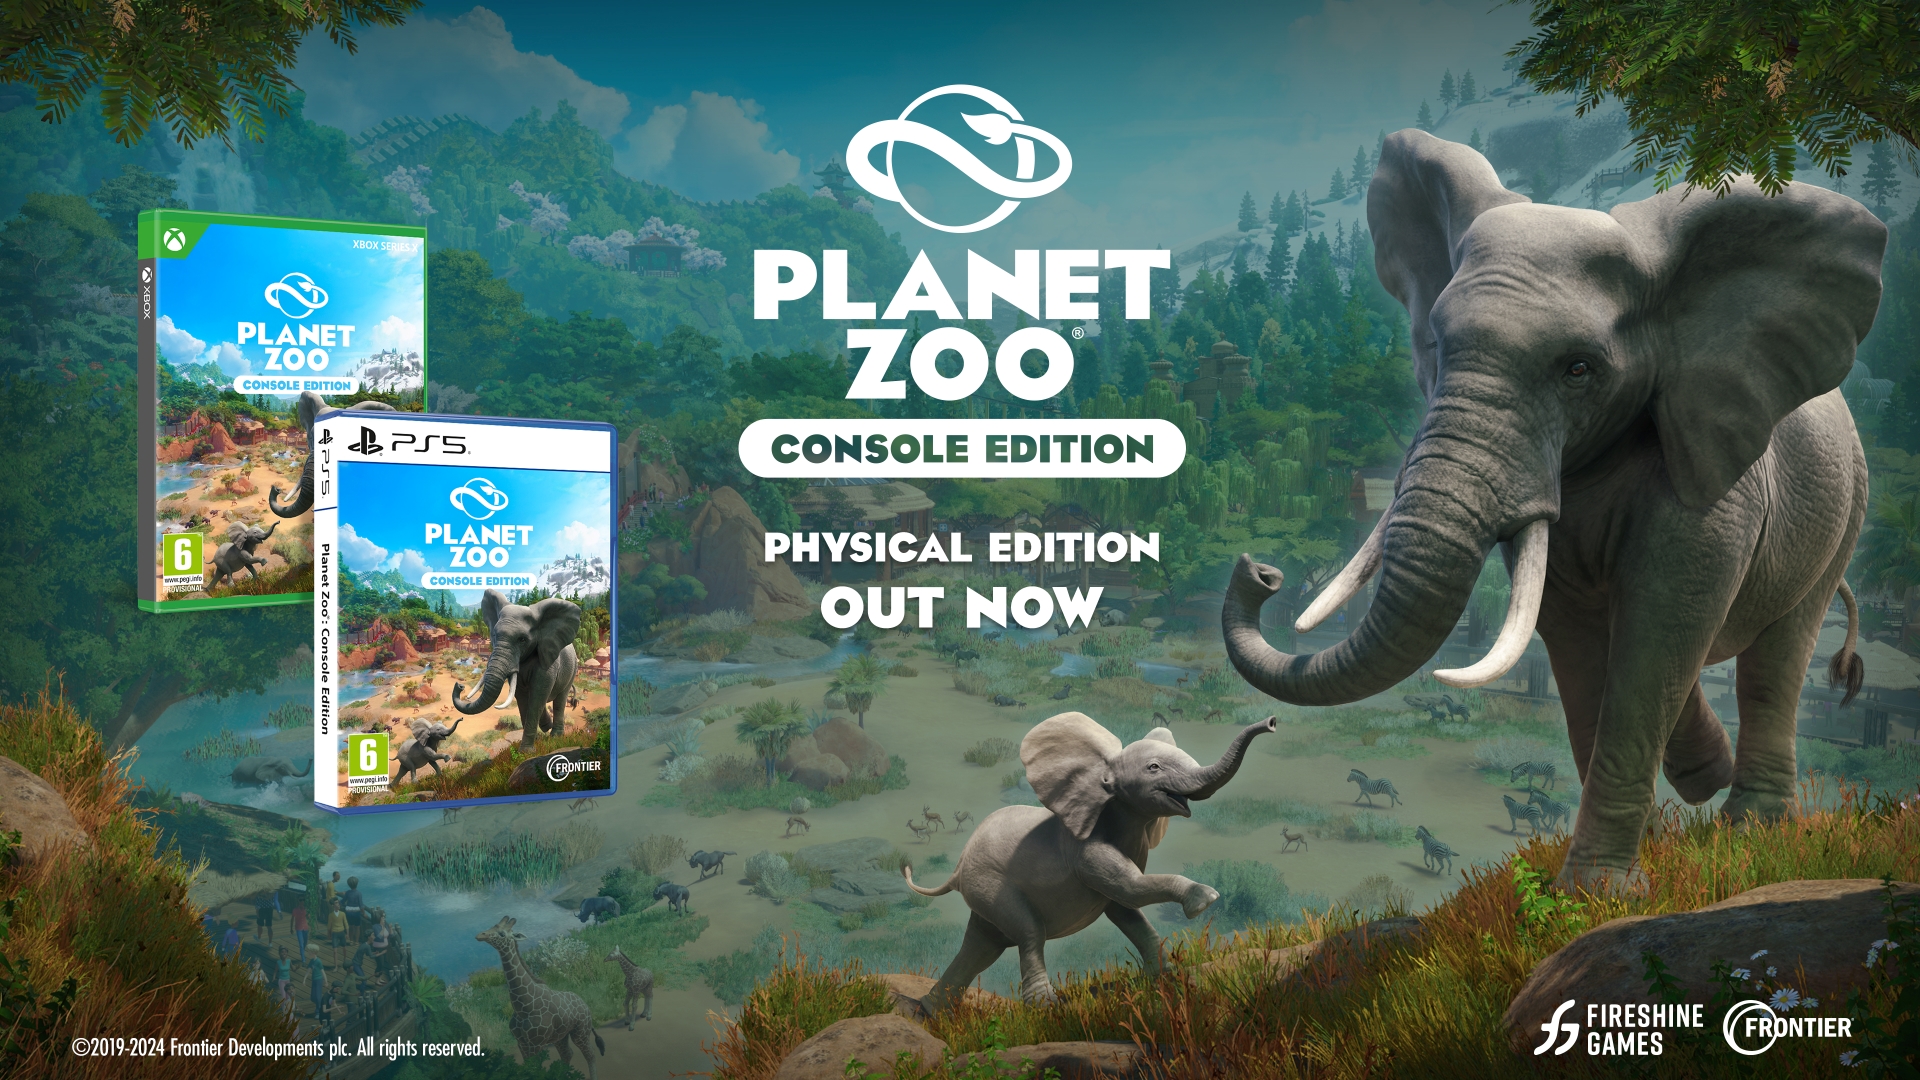 PLANET
ZOO®
CONSOLE EDITION
PHYSICAL EDITION
OUT NOW
XBOX SERIES X
XBOX
PLANET
ZOO
CONSOLE EDITION
6
www.pegi.info
PROVISIONAL
PS5
PS5
Planet Zoo®: Console Edition
PLANET
ZOO
CONSOLE EDITION
6
www.pegi.info
PROVISIONAL
FRONTIER
©2019-2024 Frontier Developments plc. All rights reserved.
FIRESHINE
GAMES
FRONTIER